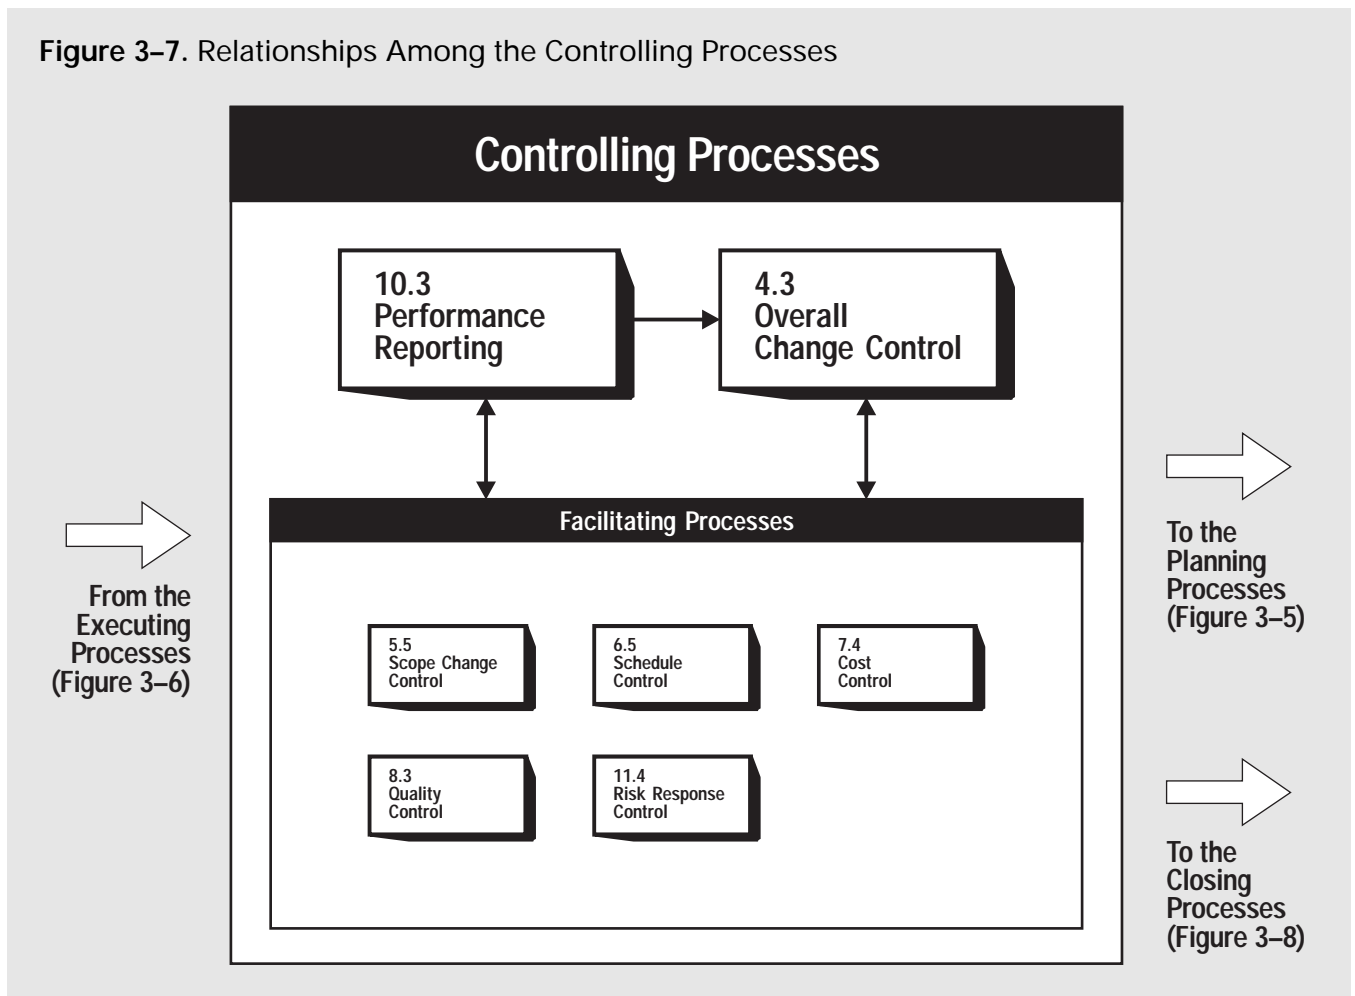 Figure 3–7. Relationships Among the Controlling Processes
Controlling Processes
10.3
Performance
Reporting
4.3
Overall
Change Control
Facilitating Processes
5.5
Scope Change
Control
6.5
Schedule
Control
7.4
Cost
Control
8.3
Quality
Control
11.4
Risk Response
Control
From the
Executing
Processes
(Figure 3–6)
To the
Planning
Processes
(Figure 3–5)
To the
Closing
Processes
(Figure 3–8)